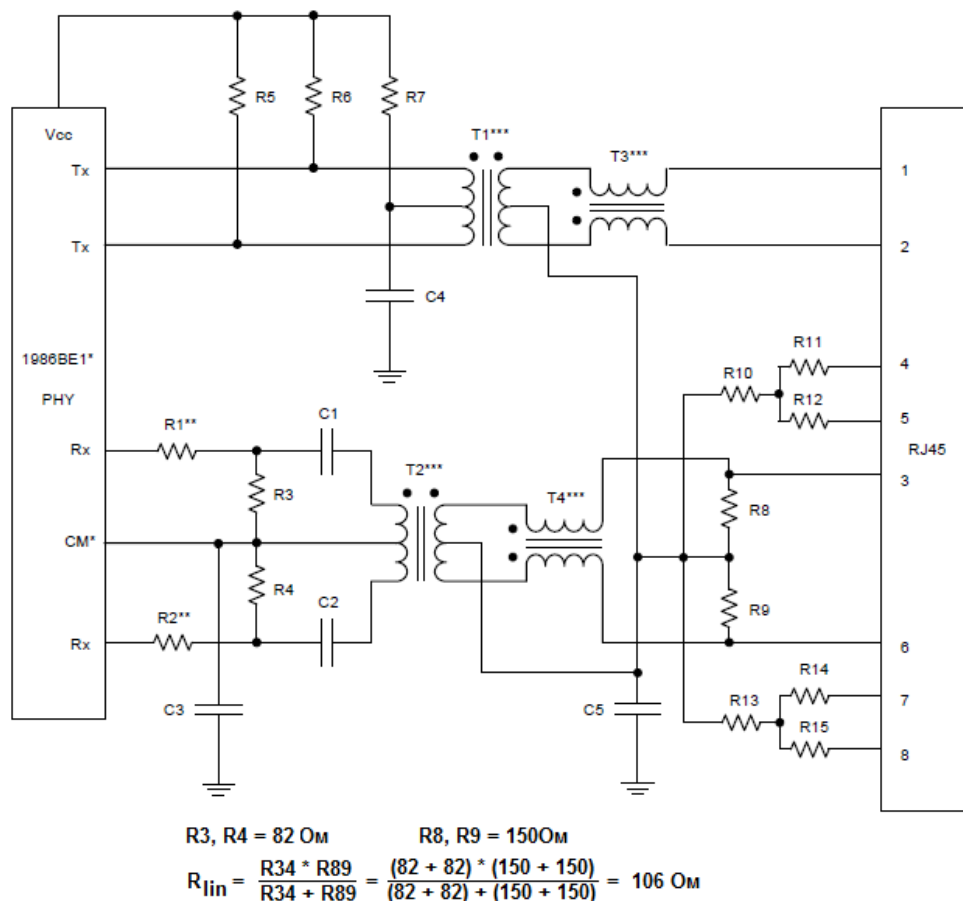 R5
R6
R7
Vcc
T1***
T3***
Tx
1
Tx
2
C4
1986BE1*
PHY
R11
4
R10
R12
5
RJ45
C1
R1**
Rx
T2***
3
T4***
R3
R8
CM*
R4
R9
C2
R2**
Rx
6
R14
7
C3
C5
R13
R15
8
R3, R4 = 82 Ом R8, R9 = 150Ом
Rlin = R34 * R89 / R34 + R89 = (82 + 82) * (150 + 150) / (82 + 82) + (150 + 150) = 106 Ом